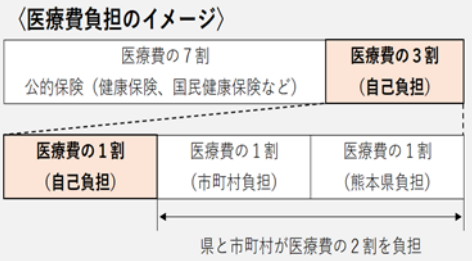 〈医療費負担のイメージ〉
医療費の７割
公的保険（健康保険、国民健康保険など）
医療費の３割
（自己負担）
医療費の１割
（自己負担）
医療費の１割
（市町村負担）
医療費の１割
（熊本県負担）
県と市町村が医療費の２割を負担